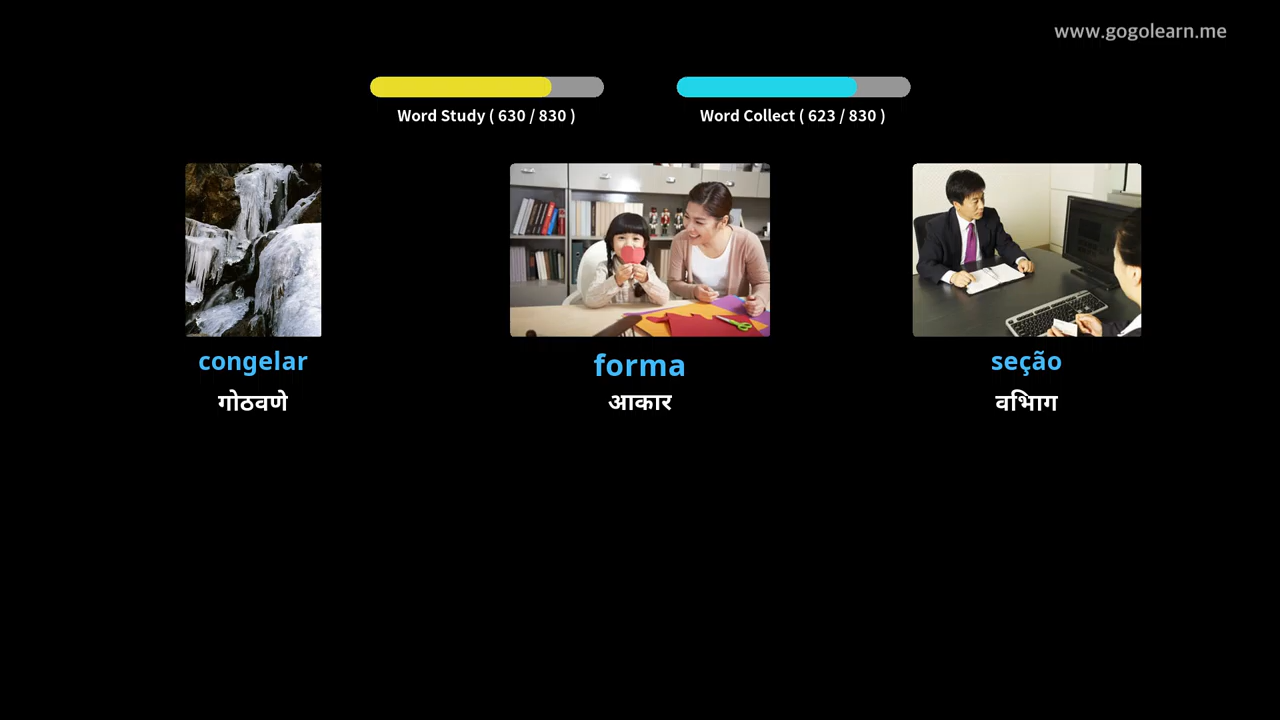 www.gogolearn.me
Word Study ( 630 / 830 )
Word Collect ( 623 / 830 )
congelar
forma
seção
गोठवणे
आकार
वभिाग